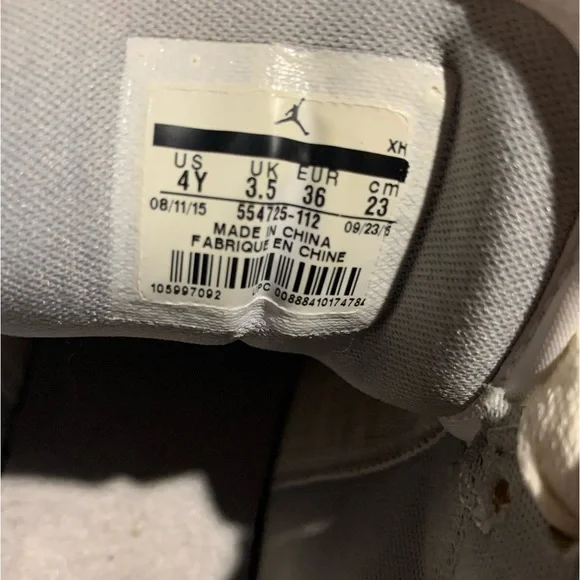 XH
US UK EUR cm
4Y 3.5 36 23
08/11/15 554725-112 09/23/
MADE IN CHINA
FABRIQUE EN CHINE
105997092 UPC 00888410174784